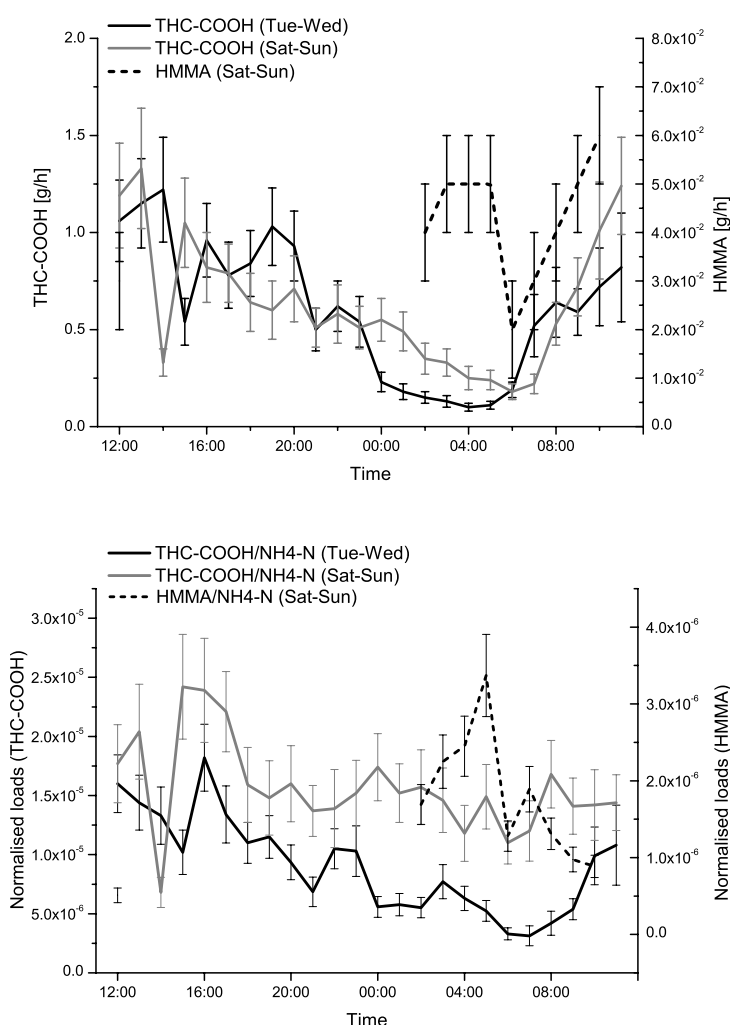 THC-COOH (Tue-Wed)
THC-COOH (Sat-Sun)
HMMA (Sat-Sun)
2.0
1.5
1.0
0.5
0.0
THC-COOH [g/h]
8.0x10⁻²
7.0x10⁻²
6.0x10⁻²
5.0x10⁻²
4.0x10⁻²
3.0x10⁻²
2.0x10⁻²
1.0x10⁻²
0.0
HMMA [g/h]
12:00 16:00 20:00 00:00 04:00 08:00
Time
THC-COOH/NH4-N (Tue-Wed)
THC-COOH/NH4-N (Sat-Sun)
HMMA/NH4-N (Sat-Sun)
3.0x10⁻⁵
2.5x10⁻⁵
2.0x10⁻⁵
1.5x10⁻⁵
1.0x10⁻⁵
5.0x10⁻⁶
0.0
Normalised loads (THC-COOH)
4.0x10⁻⁶
3.0x10⁻⁶
2.0x10⁻⁶
1.0x10⁻⁶
0.0
Normalised loads (HMMA)
12:00 16:00 20:00 00:00 04:00 08:00
Time